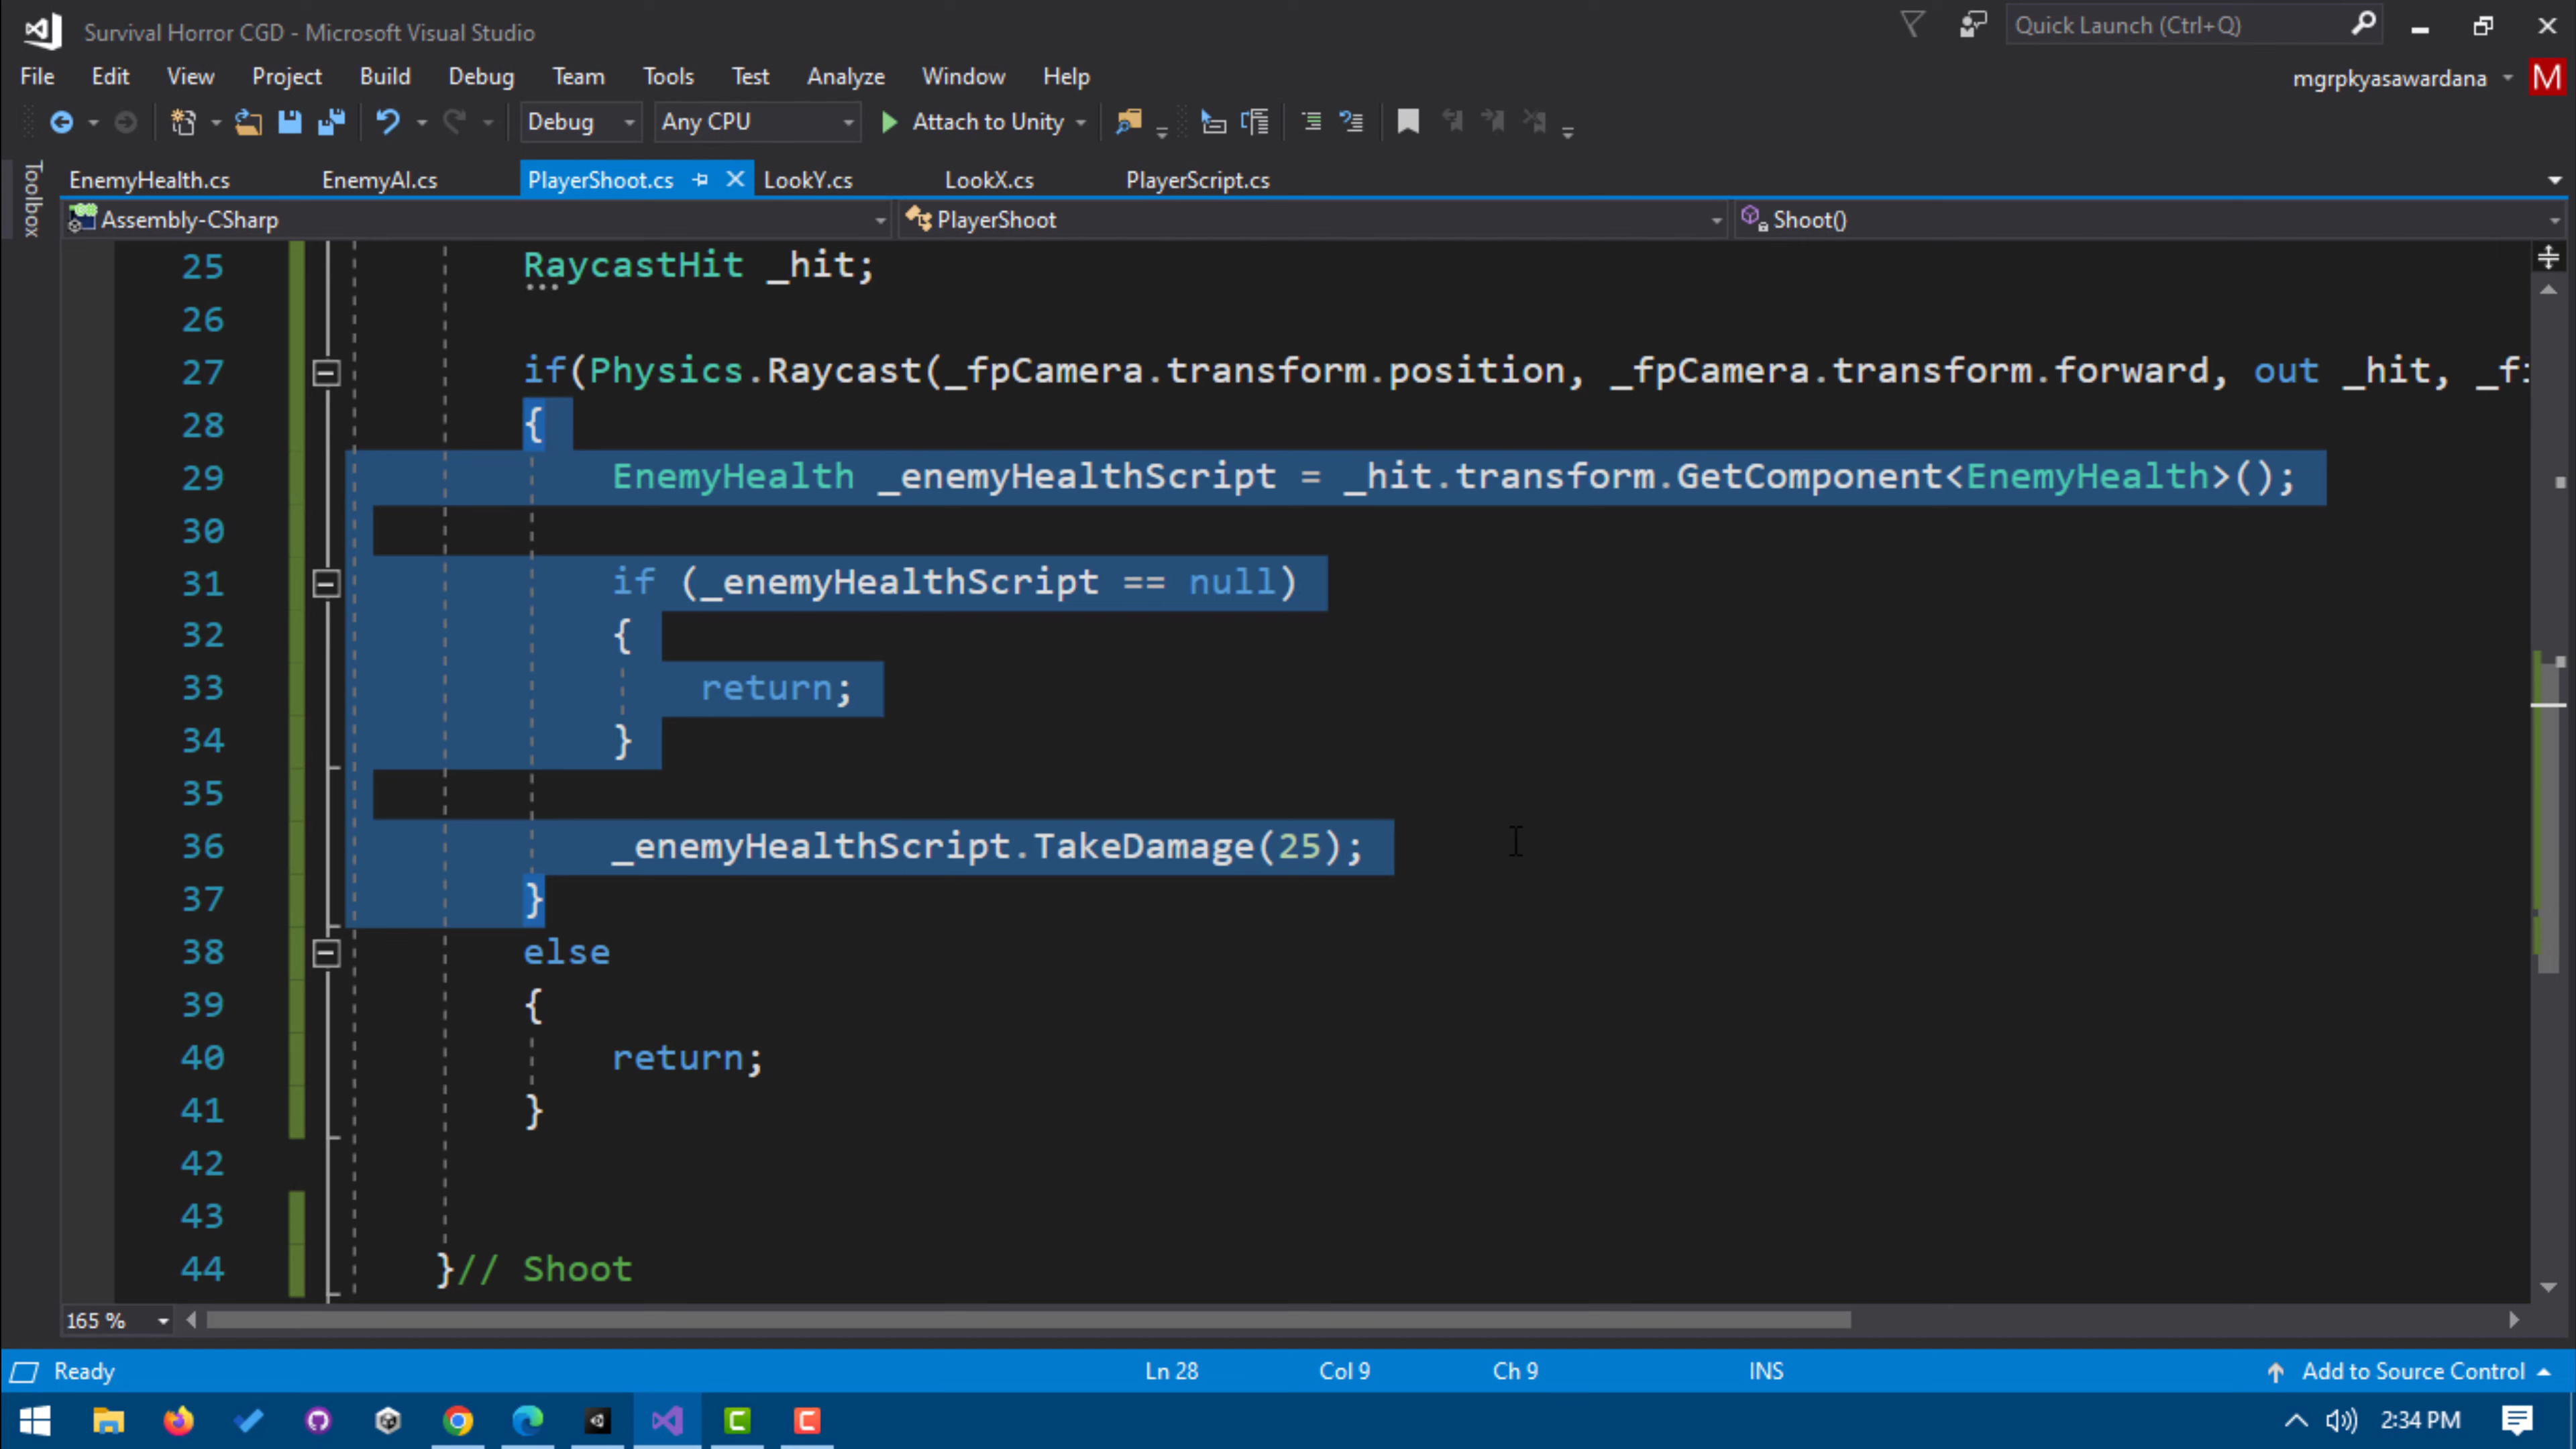 Survival Horror CGD - Microsoft Visual Studio
Quick Launch (Ctrl+Q)
File Edit View Project Build Debug Team Tools Test Analyze Window Help
mgrpkyasawardana M
Debug Any CPU Attach to Unity
Toolbox
EnemyHealth.cs EnemyAI.cs PlayerShoot.cs LookY.cs LookX.cs PlayerScript.cs
Assembly-CSharp PlayerShoot Shoot()
25 RaycastHit _hit;
26
27 if(Physics.Raycast(_fpCamera.transform.position, _fpCamera.transform.forward, out _hit, _fi
28 {
29 EnemyHealth _enemyHealthScript = _hit.transform.GetComponent<EnemyHealth>();
30
31 if (_enemyHealthScript == null)
32 {
33 return;
34 }
35
36 _enemyHealthScript.TakeDamage(25);
37 }
38 else
39 {
40 return;
41 }
42
43
44 }// Shoot
165 %
Ready Ln 28 Col 9 Ch 9 INS Add to Source Control
2:34 PM